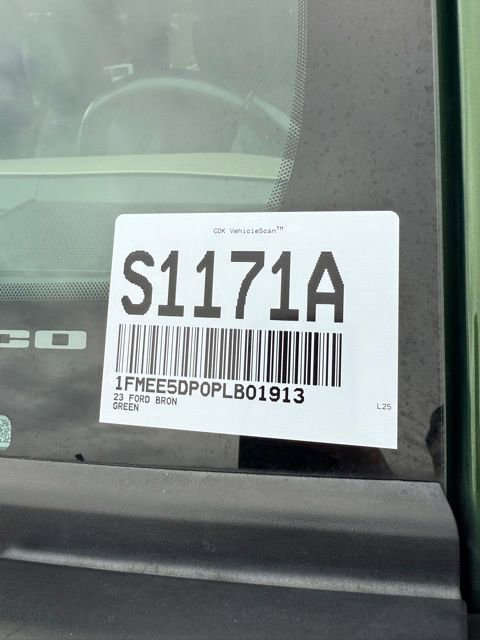 CDK VehicleScan™
S1171A
1FMEE5DP0PLB01913
23 FORD BRON
GREEN
L25
CO